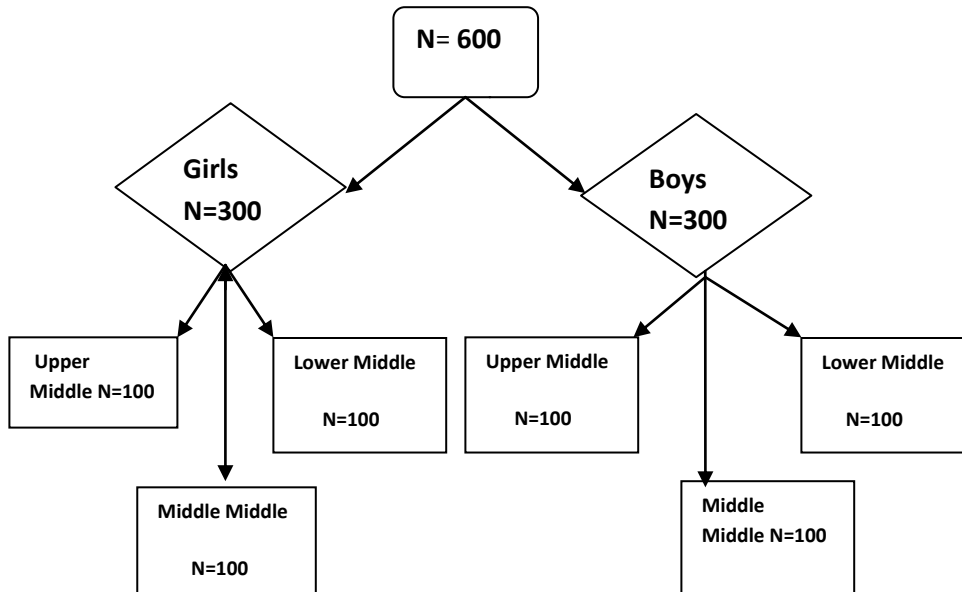 N= 600
Girls
N=300
Boys
N=300
Upper
Middle N=100
Lower Middle
N=100
Upper Middle
N=100
Lower Middle
N=100
Middle Middle
N=100
Middle
Middle N=100